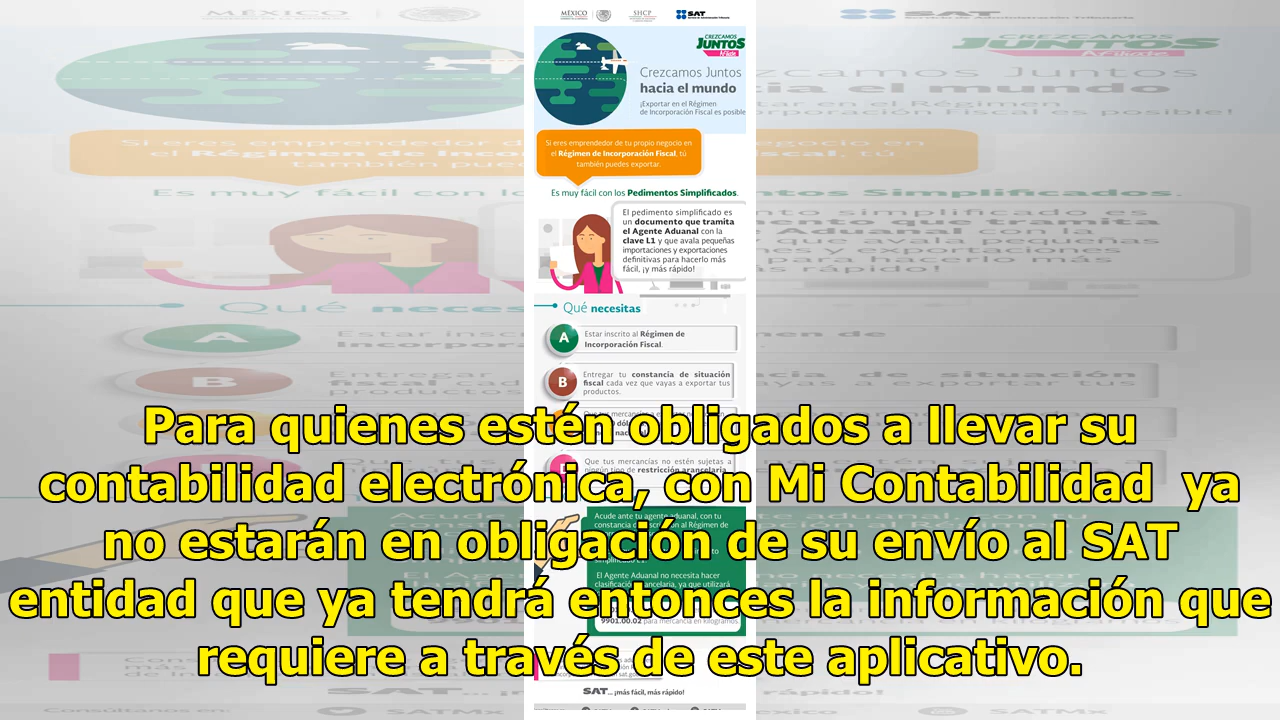 MÉXICO
SHCP
SAT
CREZCAMOS
JUNTOS
Afíliate
Crezcamos Juntos
hacia el mundo
¡Exportar en el Régimen
de Incorporación Fiscal es posible
Si eres emprendedor de tu propio negocio en
el Régimen de Incorporación Fiscal, tú
también puedes exportar.
Es muy fácil con los Pedimentos Simplificados.
El pedimento simplificado es
un documento que tramita
el Agente Aduanal con la
clave L1 y que avala pequeñas
importaciones y exportaciones
definitivas para hacerlo más
fácil, ¡y más rápido!
Qué necesitas
A
Estar inscrito al Régimen de
Incorporación Fiscal.
B
Entregar tu constancia de situación
fiscal cada vez que vayas a exportar tus
productos.
Que tus mercancías no estén sujetas a
ningún tipo de restricción arancelaria
Acude ante tu agente aduanal, con tu
El Agente Aduanal no necesita hacer
9901.00.02 para mercancía en kilogramos
SAT... ¡más fácil, más rápido!
Para quienes estén obligados a llevar su
contabilidad electrónica, con Mi Contabilidad ya
no estarán en obligación de su envío al SAT
entidad que ya tendrá entonces la información que
requiere a través de este aplicativo.